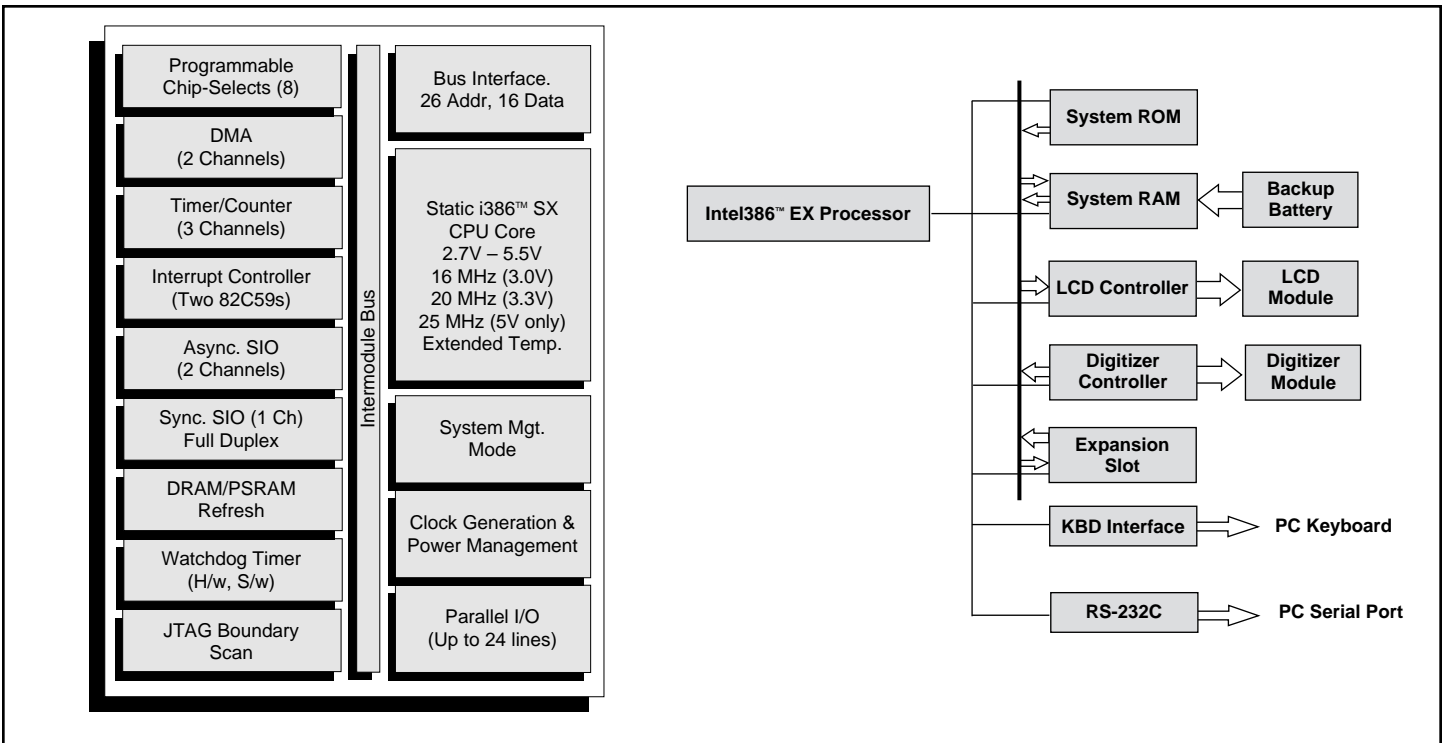 Programmable
Chip-Selects (8)
DMA
(2 Channels)
Timer/Counter
(3 Channels)
Interrupt Controller
(Two 82C59s)
Async. SIO
(2 Channels)
Sync. SIO (1 Ch)
Full Duplex
DRAM/PSRAM
Refresh
Watchdog Timer
(H/w, S/w)
JTAG Boundary
Scan
Intermodule Bus
Bus Interface.
26 Addr, 16 Data
Static i386™ SX
CPU Core
2.7V – 5.5V
16 MHz (3.0V)
20 MHz (3.3V)
25 MHz (5V only)
Extended Temp.
System Mgt.
Mode
Clock Generation &
Power Management
Parallel I/O
(Up to 24 lines)
Intel386™ EX Processor
System ROM
System RAM
Backup
Battery
LCD Controller
LCD
Module
Digitizer
Controller
Digitizer
Module
Expansion
Slot
KBD Interface
PC Keyboard
RS-232C
PC Serial Port